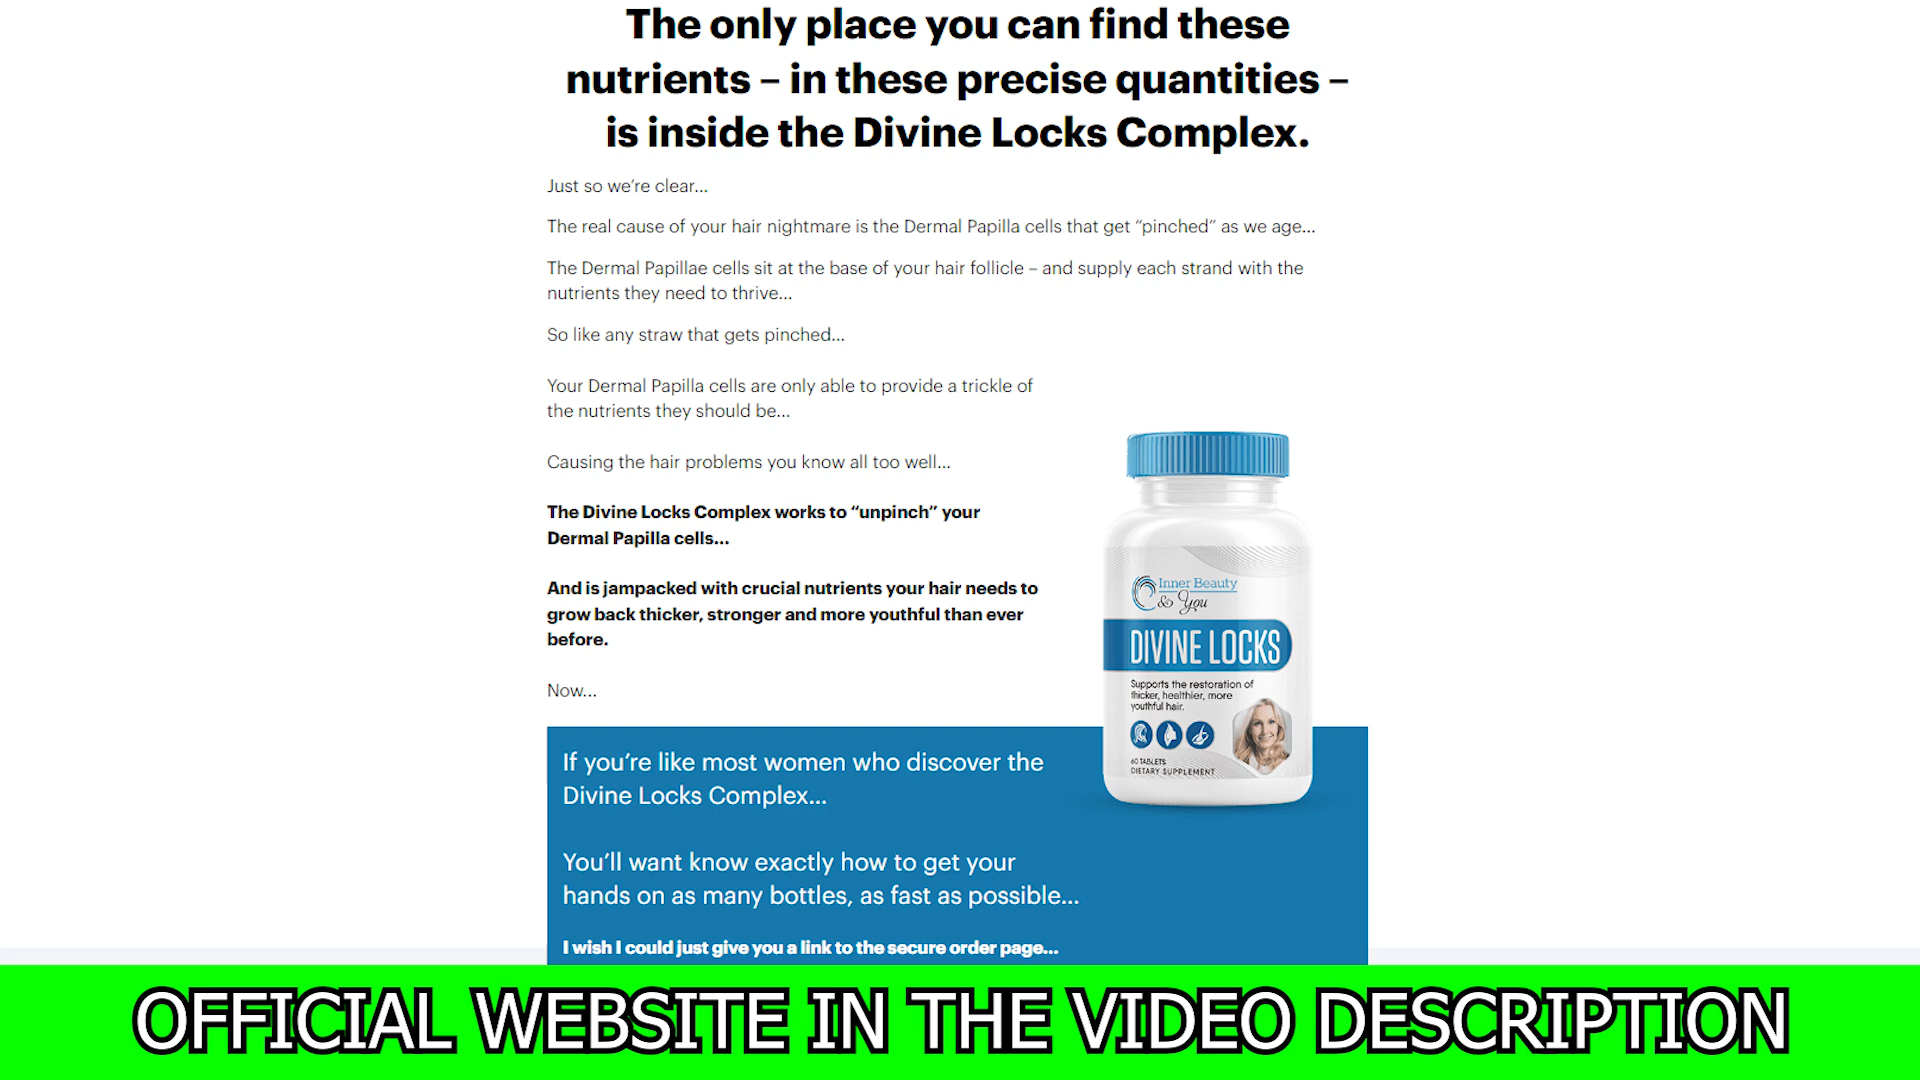 The only place you can find these
nutrients – in these precise quantities –
is inside the Divine Locks Complex.
Just so we’re clear...
The real cause of your hair nightmare is the Dermal Papilla cells that get “pinched” as we age...
The Dermal Papillae cells sit at the base of your hair follicle – and supply each strand with the
nutrients they need to thrive...
So like any straw that gets pinched...
Your Dermal Papilla cells are only able to provide a trickle of
the nutrients they should be...
Causing the hair problems you know all too well...
The Divine Locks Complex works to “unpinch” your
Dermal Papilla cells...
And is jampacked with crucial nutrients your hair needs to
grow back thicker, stronger and more youthful than ever
before.
Now...
Inner Beauty
& You
DIVINE LOCKS
Supports the restoration of
thicker, healthier, more
youthful hair.
60 TABLETS
DIETARY SUPPLEMENT
If you’re like most women who discover the
Divine Locks Complex...
You’ll want know exactly how to get your
hands on as many bottles, as fast as possible...
I wish I could just give you a link to the secure order page...
OFFICIAL WEBSITE IN THE VIDEO DESCRIPTION